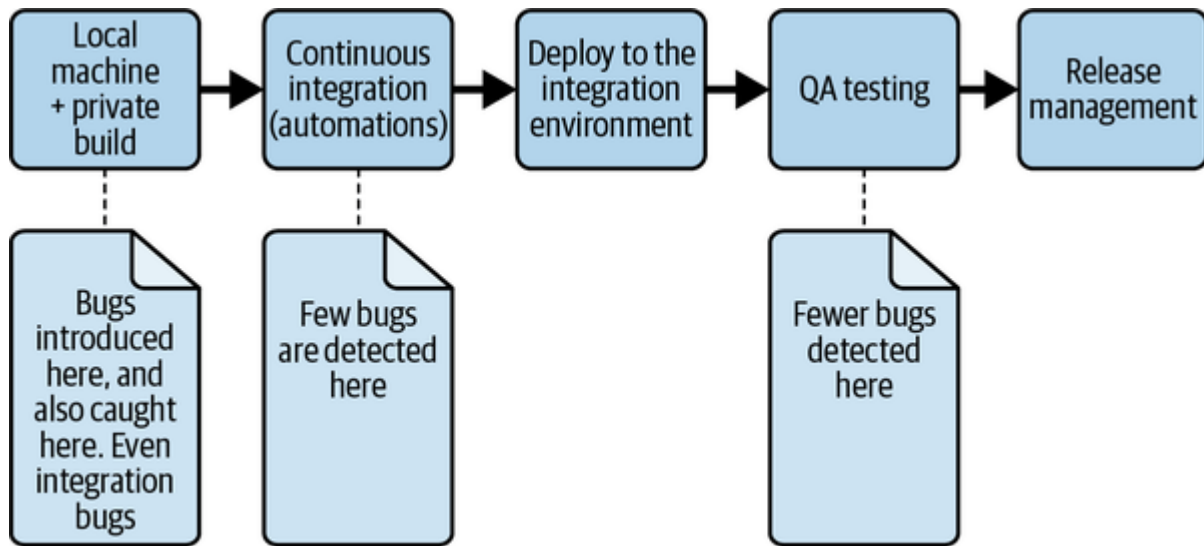 Local
machine
+ private
build
Continuous
integration
(automations)
Deploy to the
integration
environment
QA testing
Release
management
Bugs
introduced
here, and
also caught
here. Even
integration
bugs
Few bugs
are detected
here
Fewer bugs
detected
here